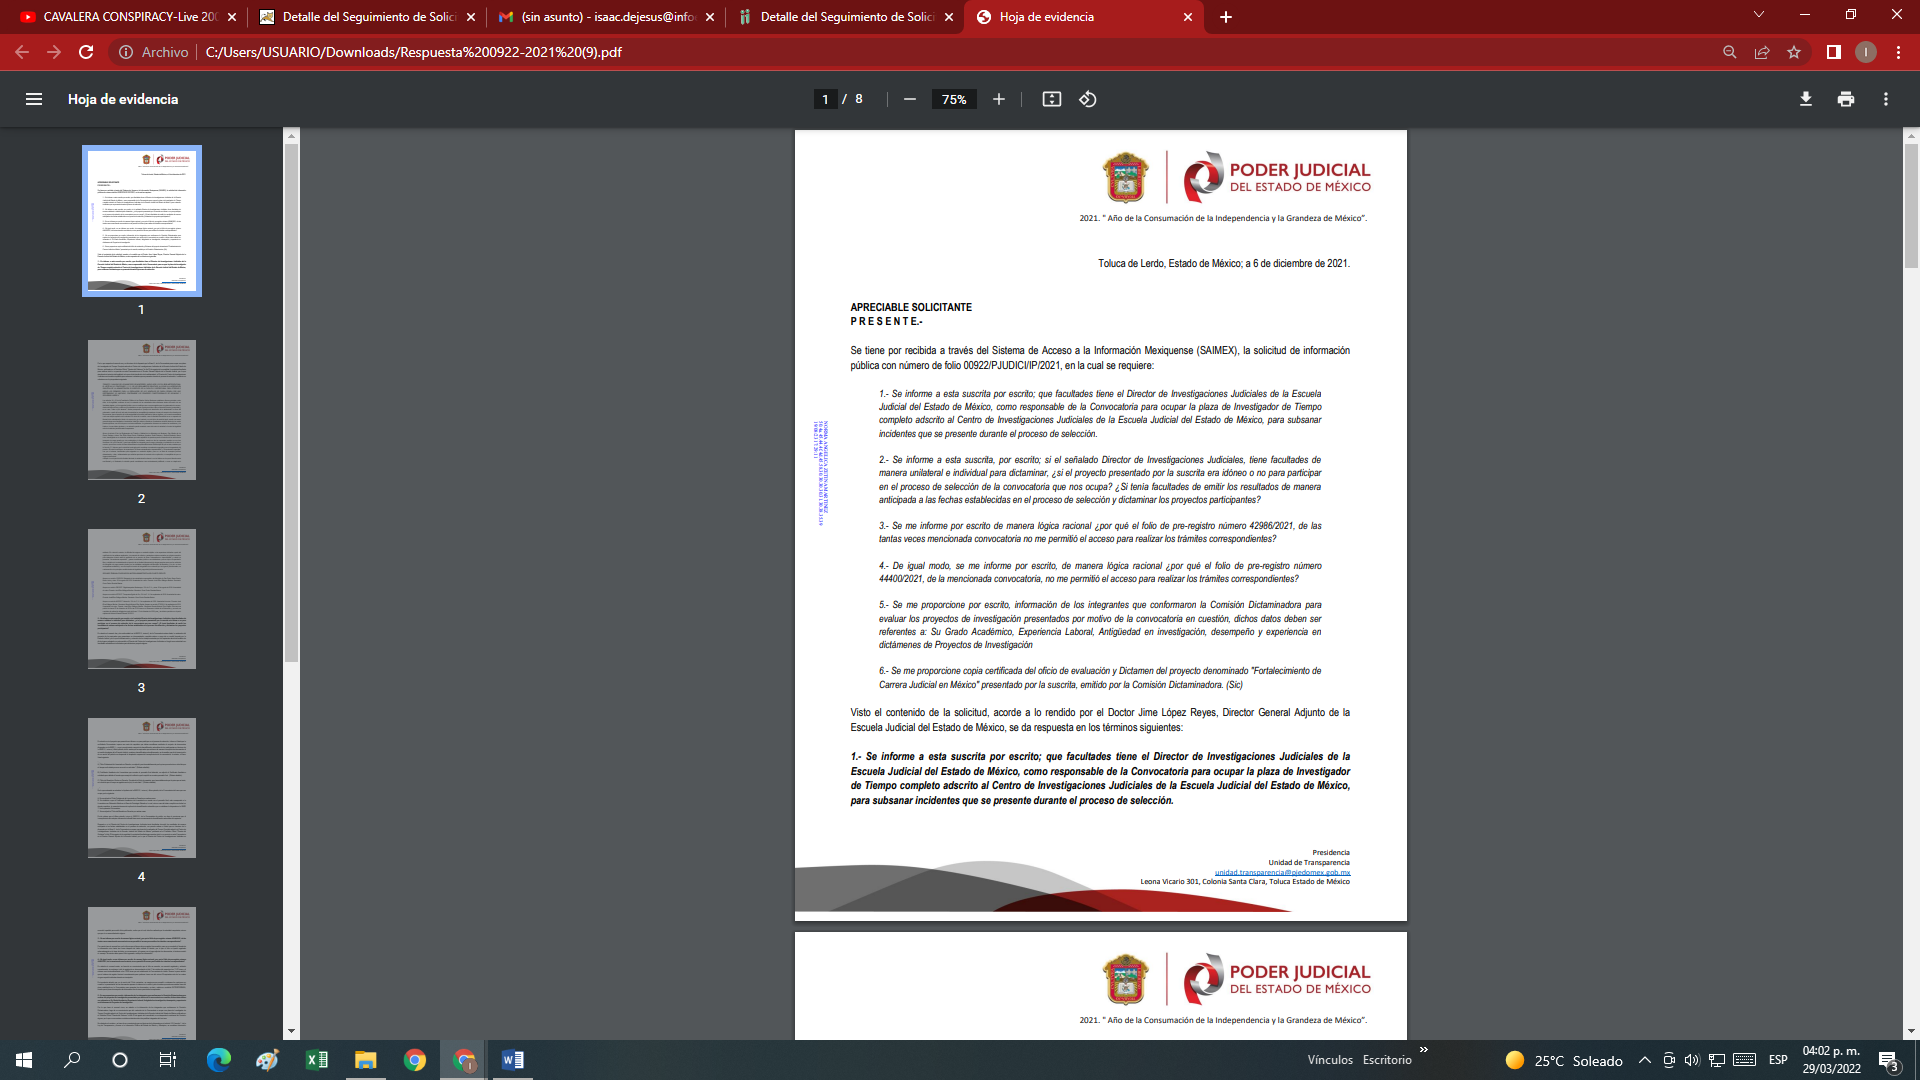 CAVALERA CONSPIRACY-Live 200
Detalle del Seguimiento de Solici
(sin asunto) - isaac.dejesus@info
Detalle del Seguimiento de Solici
Hoja de evidencia
Archivo
C:/Users/USUARIO/Downloads/Respuesta%200922-2021%20(9).pdf
I
Hoja de evidencia
1 / 8
75%
1
2
3
4
PODER JUDICIAL
DEL ESTADO DE MÉXICO
2021. " Año de la Consumación de la Independencia y la Grandeza de México".
Toluca de Lerdo, Estado de México; a 6 de diciembre de 2021.
APRECIABLE SOLICITANTE
P R E S E N T E.-
Se tiene por recibida a través del Sistema de Acceso a la Información Mexiquense (SAIMEX), la solicitud de información
pública con número de folio 00922/PJUDICI/IP/2021, en la cual se requiere:
1.- Se informe a esta suscrita por escrito; que facultades tiene el Director de Investigaciones Judiciales de la Escuela
Judicial del Estado de México, como responsable de la Convocatoria para ocupar la plaza de Investigador de Tiempo
completo adscrito al Centro de Investigaciones Judiciales de la Escuela Judicial del Estado de México, para subsanar
incidentes que se presente durante el proceso de selección.
2.- Se informe a esta suscrita, por escrito; si el señalado Director de Investigaciones Judiciales, tiene facultades de
manera unilateral e individual para dictaminar, ¿si el proyecto presentado por la suscrita era idóneo o no para participar
en el proceso de selección de la convocatoria que nos ocupa? ¿Si tenía facultades de emitir los resultados de manera
anticipada a las fechas establecidas en el proceso de selección y dictaminar los proyectos participantes?
3.- Se me informe por escrito de manera lógica racional ¿por qué el folio de pre-registro número 42986/2021, de las
tantas veces mencionada convocatoria no me permitió el acceso para realizar los trámites correspondientes?
4.- De igual modo, se me informe por escrito, de manera lógica racional ¿por qué el folio de pre-registro número
44400/2021, de la mencionada convocatoria, no me permitió el acceso para realizar los trámites correspondientes?
5.- Se me proporcione por escrito, información de los integrantes que conformaron la Comisión Dictaminadora para
evaluar los proyectos de investigación presentados por motivo de la convocatoria en cuestión, dichos datos deben ser
referentes a: Su Grado Académico, Experiencia Laboral, Antigüedad en investigación, desempeño y experiencia en
dictámenes de Proyectos de Investigación
6.- Se me proporcione copia certificada del oficio de evaluación y Dictamen del proyecto denominado "Fortalecimiento de
Carrera Judicial en México" presentado por la suscrita, emitido por la Comisión Dictaminadora. (Sic)
Visto el contenido de la solicitud, acorde a lo rendido por el Doctor Jime López Reyes, Director General Adjunto de la
Escuela Judicial del Estado de México, se da respuesta en los términos siguientes:
1.- Se informe a esta suscrita por escrito; que facultades tiene el Director de Investigaciones Judiciales de la
Escuela Judicial del Estado de México, como responsable de la Convocatoria para ocupar la plaza de Investigador
de Tiempo completo adscrito al Centro de Investigaciones Judiciales de la Escuela Judicial del Estado de México,
para subsanar incidentes que se presente durante el proceso de selección.
Presidencia
Unidad de Transparencia
unidad.transparencia@pjedomex.gob.mx
Leona Vicario 301, Colonia Santa Clara, Toluca Estado de México
PODER JUDICIAL
DEL ESTADO DE MÉXICO
2021. " Año de la Consumación de la Independencia y la Grandeza de México".
Vínculos Escritorio
25°C Soleado
ESP
04:02 p. m.
29/03/2022
3